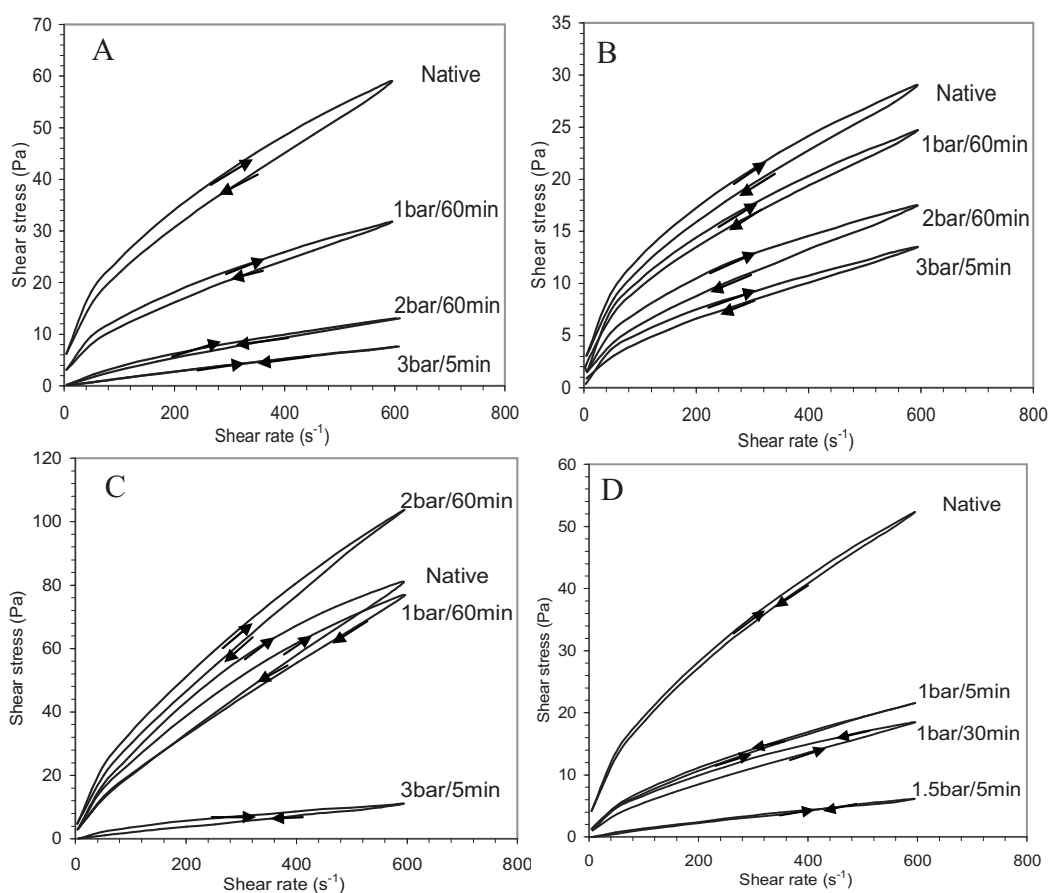 A
70
60
50
40
30
20
10
0
Shear stress (Pa)
Native
1bar/60min
2bar/60min
3bar/5min
0 200 400 600 800
Shear rate (s⁻¹)
B
35
30
25
20
15
10
5
0
Shear stress (Pa)
Native
1bar/60min
2bar/60min
3bar/5min
0 200 400 600 800
Shear rate (s⁻¹)
C
120
100
80
60
40
20
0
Shear stress (Pa)
2bar/60min
Native
1bar/60min
3bar/5min
0 200 400 600 800
Shear rate (s⁻¹)
D
60
50
40
30
20
10
0
Shear stress (Pa)
Native
1bar/5min
1bar/30min
1.5bar/5min
0 200 400 600 800
Shear rate (s⁻¹)